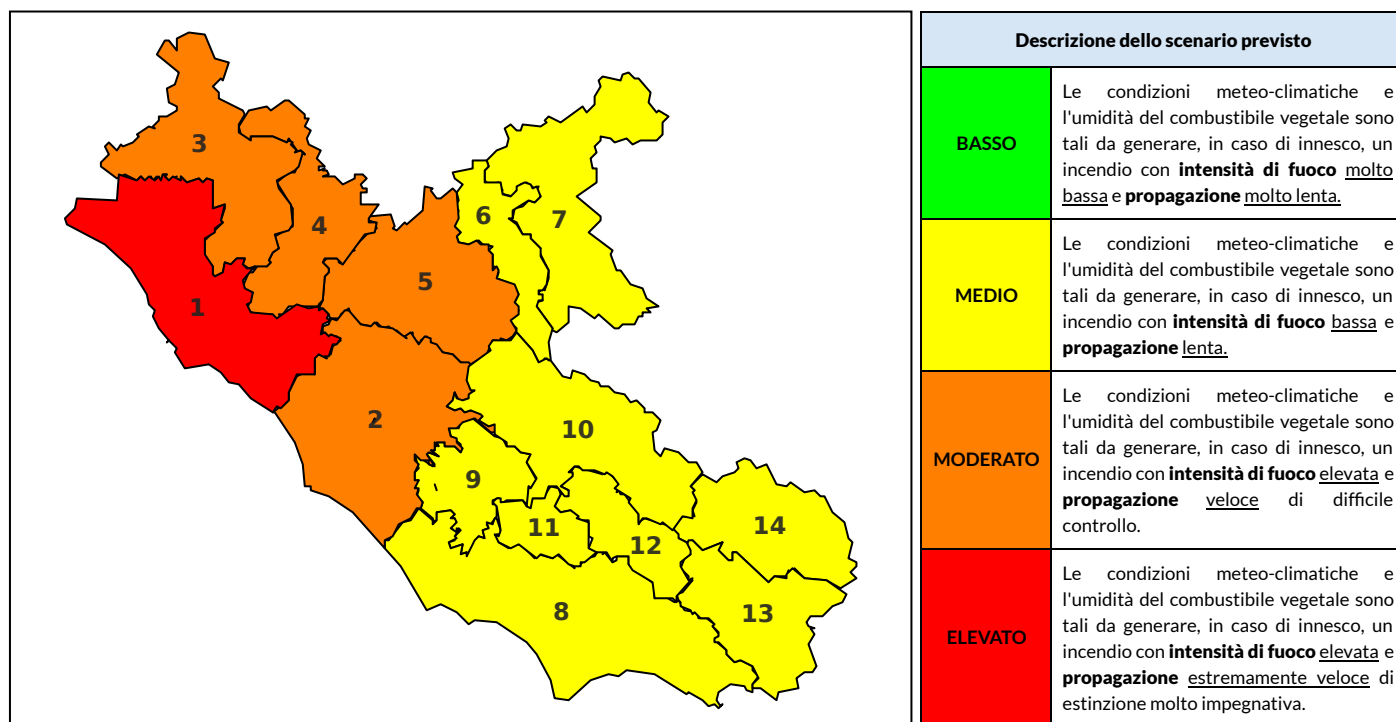 3
4
6
7
5
1
2
10
9
11
12
14
8
13
Descrizione dello scenario previsto
BASSO
Le condizioni meteo-climatiche e
l'umidità del combustibile vegetale sono
tali da generare, in caso di innesco, un
incendio con intensità di fuoco molto
bassa e propagazione molto lenta.
MEDIO
Le condizioni meteo-climatiche e
l'umidità del combustibile vegetale sono
tali da generare, in caso di innesco, un
incendio con intensità di fuoco bassa e
propagazione lenta.
MODERATO
Le condizioni meteo-climatiche e
l'umidità del combustibile vegetale sono
tali da generare, in caso di innesco, un
incendio con intensità di fuoco elevata e
propagazione veloce di difficile
controllo.
ELEVATO
Le condizioni meteo-climatiche e
l'umidità del combustibile vegetale sono
tali da generare, in caso di innesco, un
incendio con intensità di fuoco elevata e
propagazione estremamente veloce di
estinzione molto impegnativa.